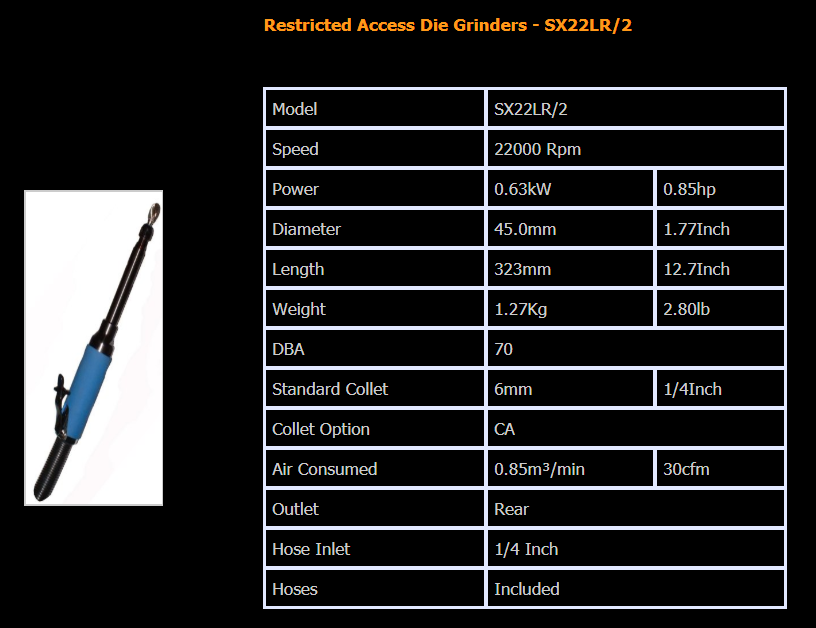 Restricted Access Die Grinders - SX22LR/2
Model SX22LR/2
Speed 22000 Rpm
Power 0.63kW 0.85hp
Diameter 45.0mm 1.77Inch
Length 323mm 12.7Inch
Weight 1.27Kg 2.80lb
DBA 70
Standard Collet 6mm 1/4Inch
Collet Option CA
Air Consumed 0.85m³/min 30cfm
Outlet Rear
Hose Inlet 1/4 Inch
Hoses Included